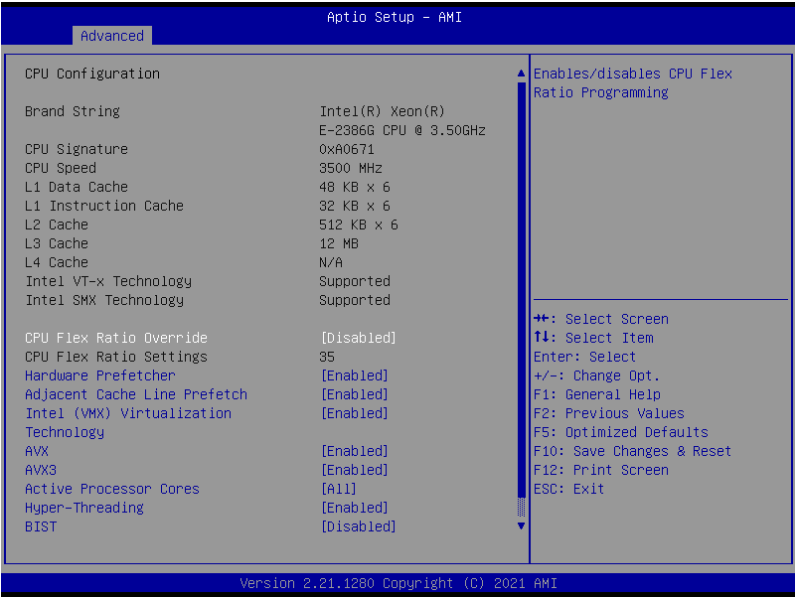 Aptio Setup – AMI
Advanced
CPU Configuration
Brand String Intel(R) Xeon(R)
E-2386G CPU @ 3.50GHz
CPU Signature 0xA0671
CPU Speed 3500 MHz
L1 Data Cache 48 KB x 6
L1 Instruction Cache 32 KB x 6
L2 Cache 512 KB x 6
L3 Cache 12 MB
L4 Cache N/A
Intel VT-x Technology Supported
Intel SMX Technology Supported
CPU Flex Ratio Override [Disabled]
CPU Flex Ratio Settings 35
Hardware Prefetcher [Enabled]
Adjacent Cache Line Prefetch [Enabled]
Intel (VMX) Virtualization [Enabled]
Technology
AVX [Enabled]
AVX3 [Enabled]
Active Processor Cores [All]
Hyper-Threading [Enabled]
BIST [Disabled]
Enables/disables CPU Flex
Ratio Programming
→←: Select Screen
↑↓: Select Item
Enter: Select
+/-: Change Opt.
F1: General Help
F2: Previous Values
F5: Optimized Defaults
F10: Save Changes & Reset
F12: Print Screen
ESC: Exit
Version 2.21.1280 Copyright (C) 2021 AMI